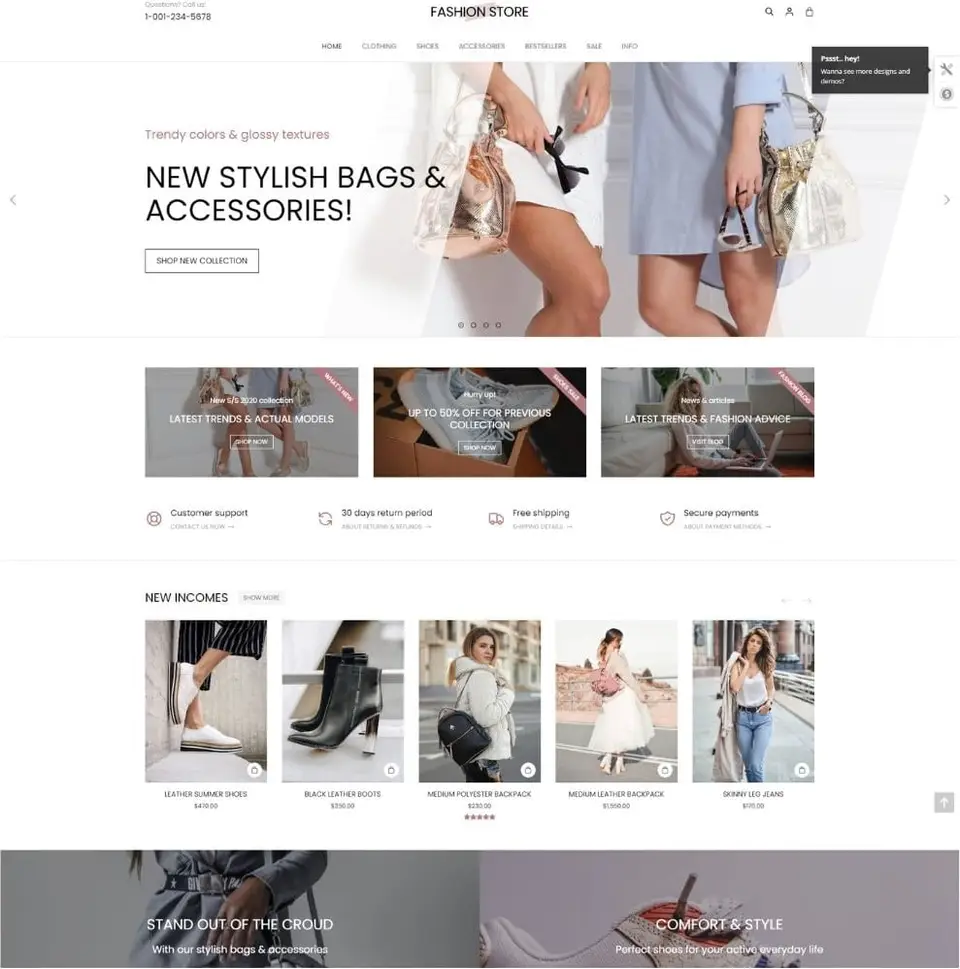 Questions? Call us:
1-001-234-5678
FASHION STORE
HOME CLOTHING SHOES ACCESSORIES BESTSELLERS SALE INFO
Pssst.. hey!
Wanna see more designs and
demos?
Trendy colors & glossy textures
NEW STYLISH BAGS &
ACCESSORIES!
SHOP NEW COLLECTION
WHAT'S NEW
New S/S 2020 collection
LATEST TRENDS & ACTUAL MODELS
SHOP NOW
SHOES SALE
Hurry up!
UP TO 50% OFF FOR PREVIOUS
COLLECTION
SHOP NOW
FASHION BLOG
News & articles
LATEST TRENDS & FASHION ADVICE
VISIT BLOG
Customer support
CONTACT US NOW →
30 days return period
ABOUT RETURNS & REFUNDS →
Free shipping
SHIPPING DETAILS →
Secure payments
ABOUT PAYMENT METHODS →
NEW INCOMES SHOW MORE
LEATHER SUMMER SHOES
$470.00
BLACK LEATHER BOOTS
$350.00
MEDIUM POLYESTER BACKPACK
$230.00
MEDIUM LEATHER BACKPACK
$1,550.00
SKINNY LEG JEANS
$170.00
STAND OUT OF THE CROUD
With our stylish bags & accessories
COMFORT & STYLE
Perfect shoes for your active everyday life